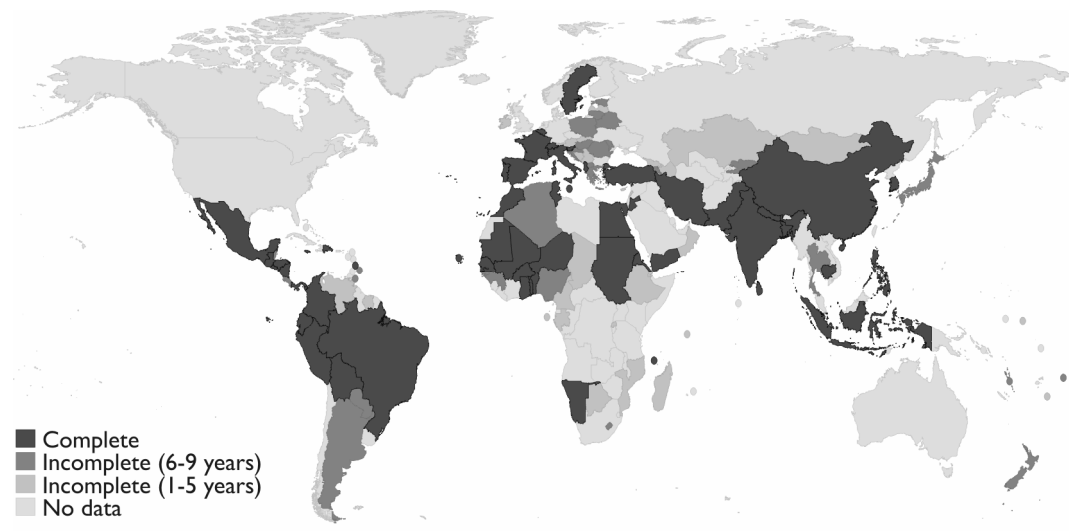 Complete
Incomplete (6-9 years)
Incomplete (1-5 years)
No data